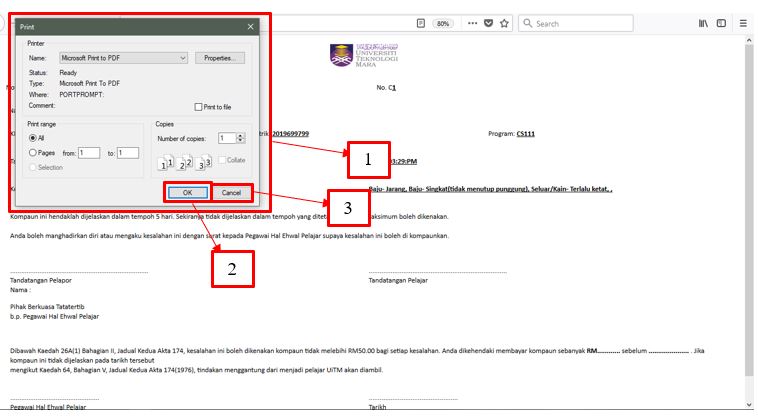 Print
80%
Search
Printer
Name: Microsoft Print to PDF Properties...
Status: Ready
Type: Microsoft Print To PDF
Where: PORTPROMPT:
Comment: Print to file
Print range
All
Pages from: 1 to: 1
Selection
Copies
Number of copies: 1
1 1 2 2 3 3 Collate
OK Cancel
UNIVERSITI
TEKNOLOGI
MARA
No. C1
2019699799 Program: CS111
1
03:29:PM
3
Baju- Jarang, Baju- Singkat(tidak menutup punggung), Seluar/Kain- Terlalu ketat, ,
Kompaun ini hendaklah dijelaskan dalam tempoh 5 hari. Sekiranya tidak dijelaskan dalam tempoh yang boleh dikenakan.
Anda boleh manghadirkan diri atau mengaku kesalahan ini dengan surat kepada Pegawai Hal Ehwal Pelajar supaya kesalahan ini boleh di kompaunkan.
2
Tandatangan Pelapor Tandatangan Pelajar
Nama :
Pihak Berkuasa Tatatertib
b.p. Pegawai Hal Ehwal Pelajar
Dibawah Kaedah 26A(1) Bahagian II, Jadual Kedua Akta 174, kesalahan ini boleh dikenakan kompaun tidak melebihi RM50.00 bagi setiap kesalahan. Anda dikehendaki membayar kompaun sebanyak RM............ sebelum ..................... . Jika
kompaun ini tidak dijelaskan pada tarikh tersebut
mengikut Kaedah 64, Bahagian V, Jadual Kedua Akta 174(1976), tindakan menggantung dari menjadi pelajar UiTM akan diambil.
Pegawai Hal Ehwal Pelajar Tarikh